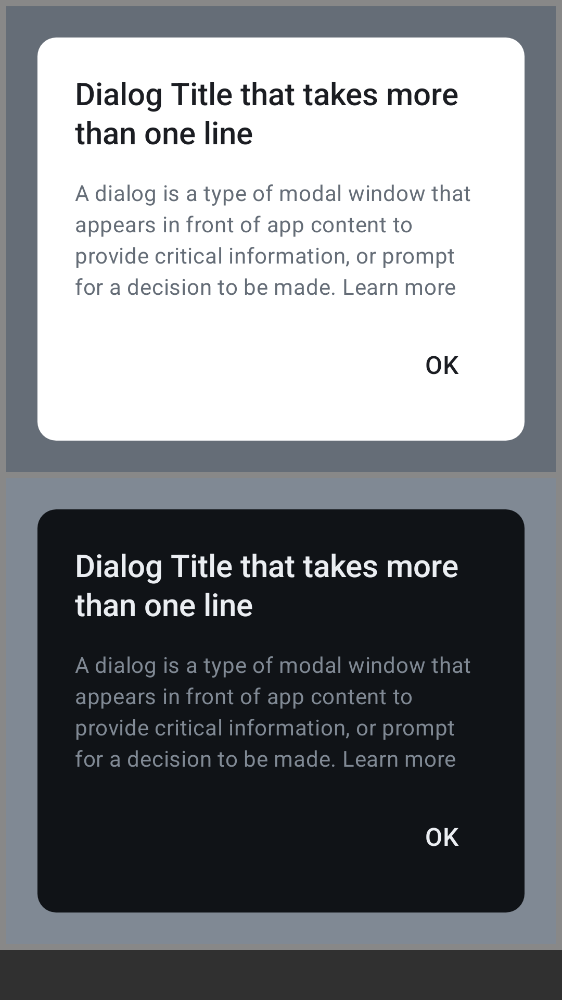 Dialog Title that takes more
than one line
A dialog is a type of modal window that
appears in front of app content to
provide critical information, or prompt
for a decision to be made. Learn more
OK
Dialog Title that takes more
than one line
A dialog is a type of modal window that
appears in front of app content to
provide critical information, or prompt
for a decision to be made. Learn more
OK